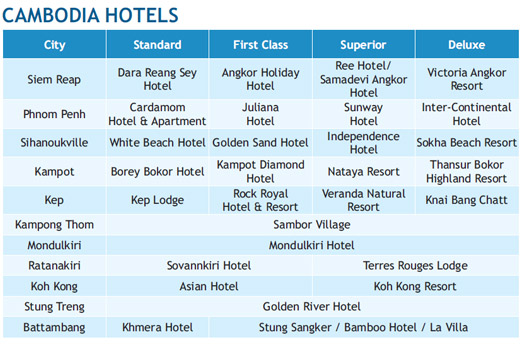 CAMBODIA HOTELS
City Standard First Class Superior Deluxe
Siem Reap Dara Reang Sey Hotel Angkor Holiday Hotel Ree Hotel/ Samadevi Angkor Hotel Victoria Angkor Resort
Phnom Penh Cardamom Hotel & Apartment Juliana Hotel Sunway Hotel Inter-Continental Hotel
Sihanoukville White Beach Hotel Golden Sand Hotel Independence Hotel Sokha Beach Resort
Kampot Borey Bokor Hotel Kampot Diamond Hotel Nataya Resort Thansur Bokor Highland Resort
Kep Kep Lodge Rock Royal Hotel & Resort Veranda Natural Resort Knai Bang Chatt
Kampong Thom Sambor Village
Mondulkiri Mondulkiri Hotel
Ratanakiri Sovannkiri Hotel Terres Rouges Lodge
Koh Kong Asian Hotel Koh Kong Resort
Stung Treng Golden River Hotel
Battambang Khmera Hotel Stung Sangker / Bamboo Hotel / La Villa